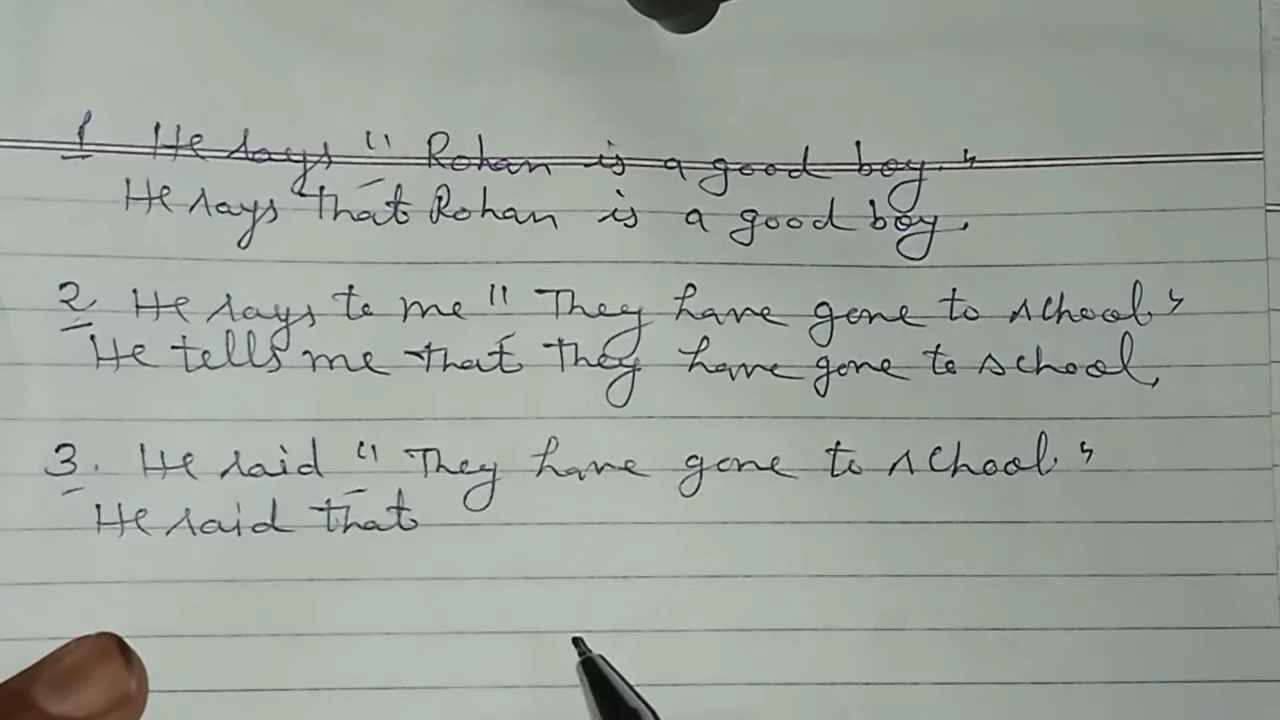 1 He says " Rohan is a good boy."
He says that Rohan is a good boy.
2 He says to me " They have gone to school"
He tells me that they have gone to school,
3. He said " They have gone to school."
He said that